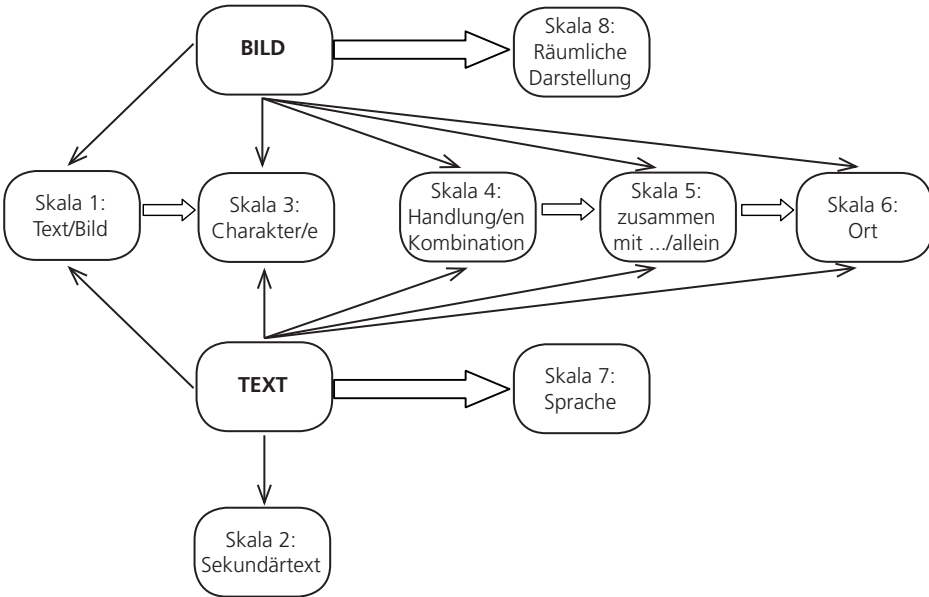 BILD
Skala 8:
Räumliche
Darstellung
Skala 1:
Text/Bild
Skala 3:
Charakter/e
Skala 4:
Handlung/en
Kombination
Skala 5:
zusammen
mit .../allein
Skala 6:
Ort
TEXT
Skala 7:
Sprache
Skala 2:
Sekundärtext